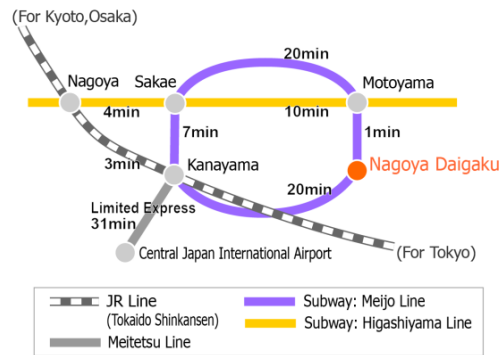 (For Kyoto,Osaka)
20min
Nagoya
Sakae
Motoyama
4min
10min
7min
1min
3min
Kanayama
Nagoya Daigaku
20min
Limited Express
31min
Central Japan International Airport
(For Tokyo)
JR Line
(Tokaido Shinkansen)
Meitetsu Line
Subway: Meijo Line
Subway: Higashiyama Line